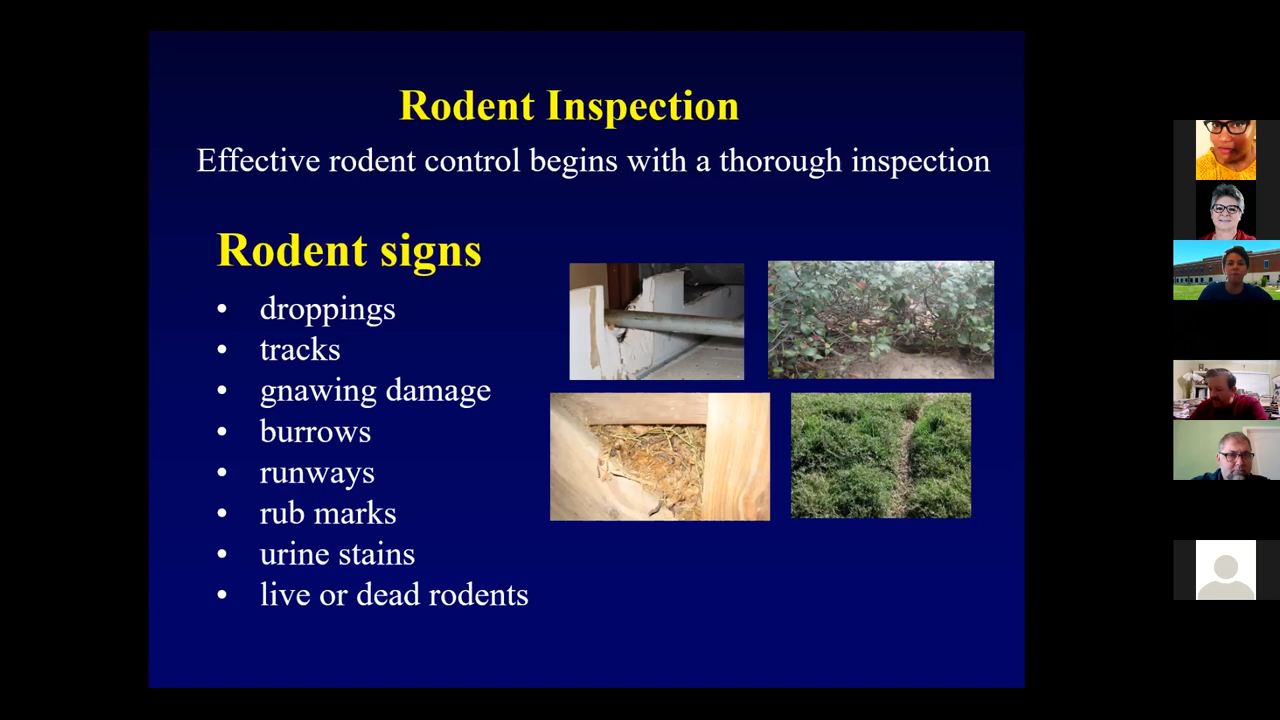 Rodent Inspection
Effective rodent control begins with a thorough inspection
Rodent signs
• droppings
• tracks
• gnawing damage
• burrows
• runways
• rub marks
• urine stains
• live or dead rodents